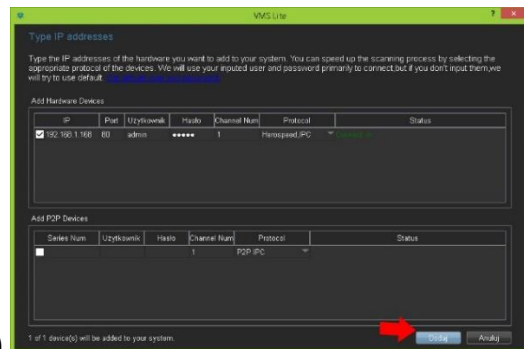 VMS Lite
?
Type IP addresses
Type the IP addresses of the hardware you want to add to your system. You can speed up the scanning process by selecting the
appropriate protocol of the devices. We will use your inputed user and password primarily to connect,but if you don't input them,we
will try to use default.
Add Hardware Devices
IP Port Użytkownik Hasło Channel Num Protocol Status
192.168.1.168 80 admin ●●●●● 1 Herospeed,IPC
Add P2P Devices
Series Num Użytkownik Hasło Channel Num Protocol Status
1 P2P IPC
1 of 1 device(s) will be added to your system.
Dodaj Anuluj
)